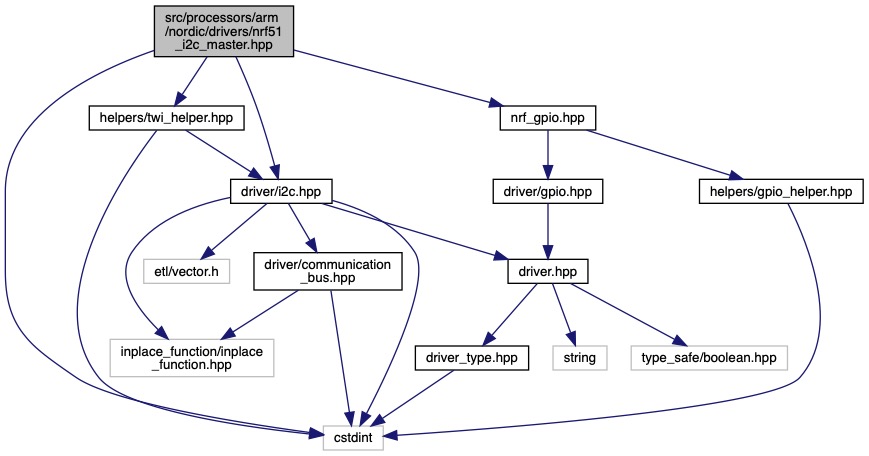 src/processors/arm
/nordic/drivers/nrf51
_i2c_master.hpp
helpers/twi_helper.hpp
nrf_gpio.hpp
driver/i2c.hpp
driver/gpio.hpp
helpers/gpio_helper.hpp
etl/vector.h
driver/communication
_bus.hpp
driver.hpp
inplace_function/inplace
_function.hpp
driver_type.hpp
string
type_safe/boolean.hpp
cstdint